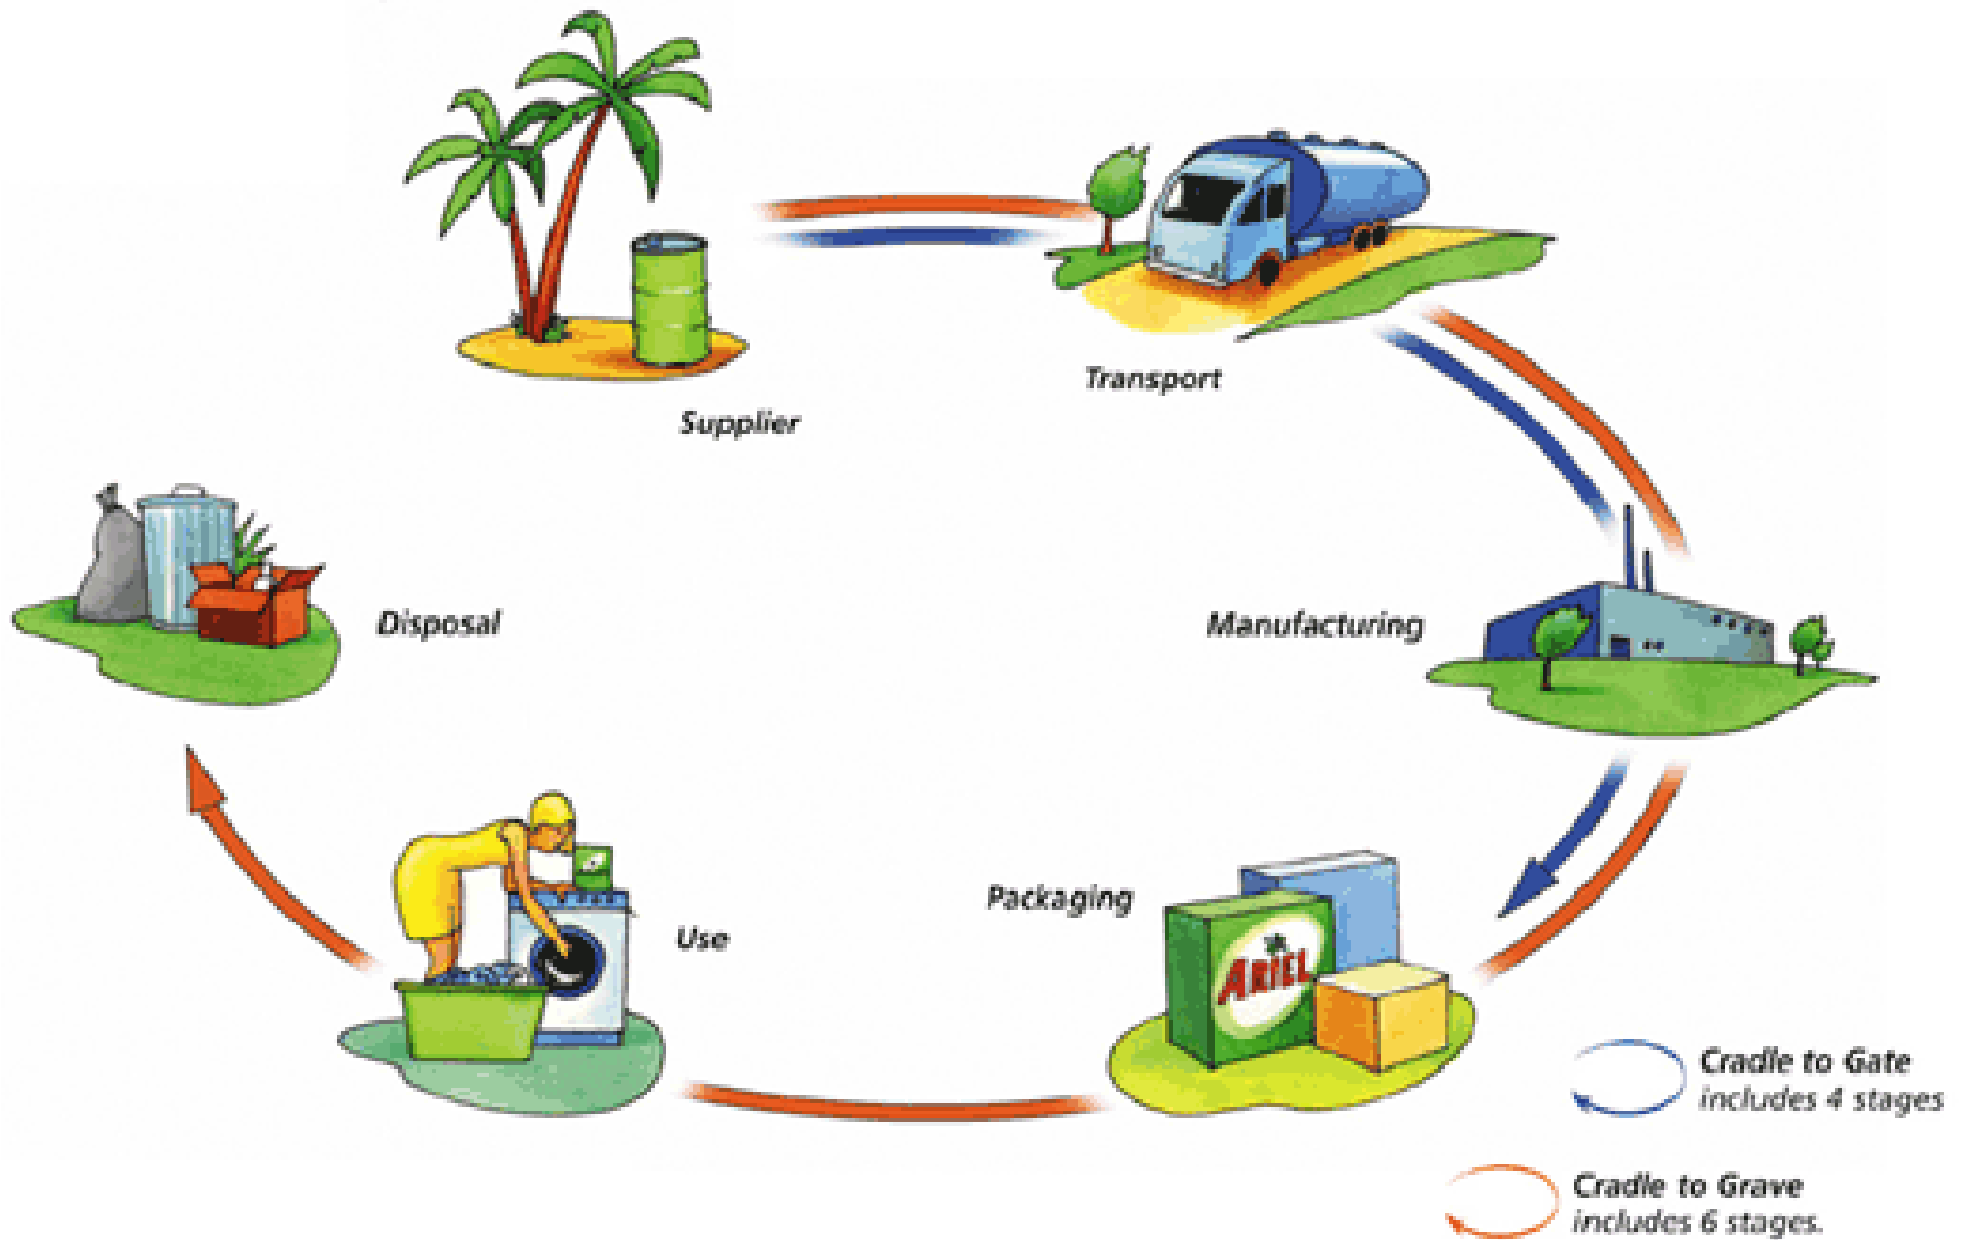 Supplier
Transport
Manufacturing
Disposal
Packaging
ARIEL
Use
Cradle to Gate
includes 4 stages
Cradle to Grave
includes 6 stages.